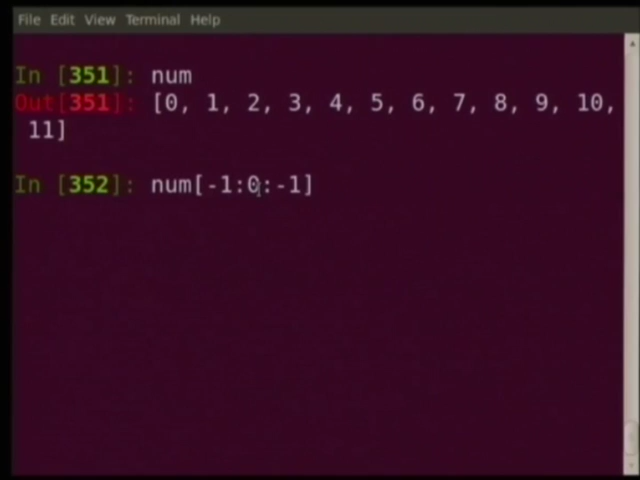 File Edit View Terminal Help
In [351]: num
Out[351]: [0, 1, 2, 3, 4, 5, 6, 7, 8, 9, 10,
11]
In [352]: num[-1:0:-1]